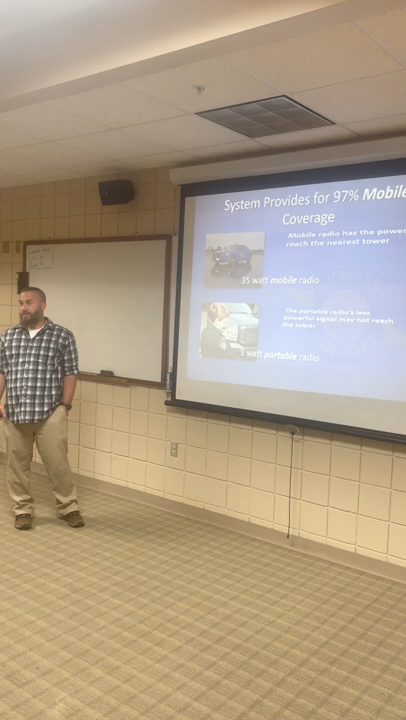 System Provides for 97% Mobile
Coverage
Mobile radio has the power
reach the nearest tower
35 watt mobile radio
The portable radio's less
powerful signal may not reach
the tower
3 watt portable radio